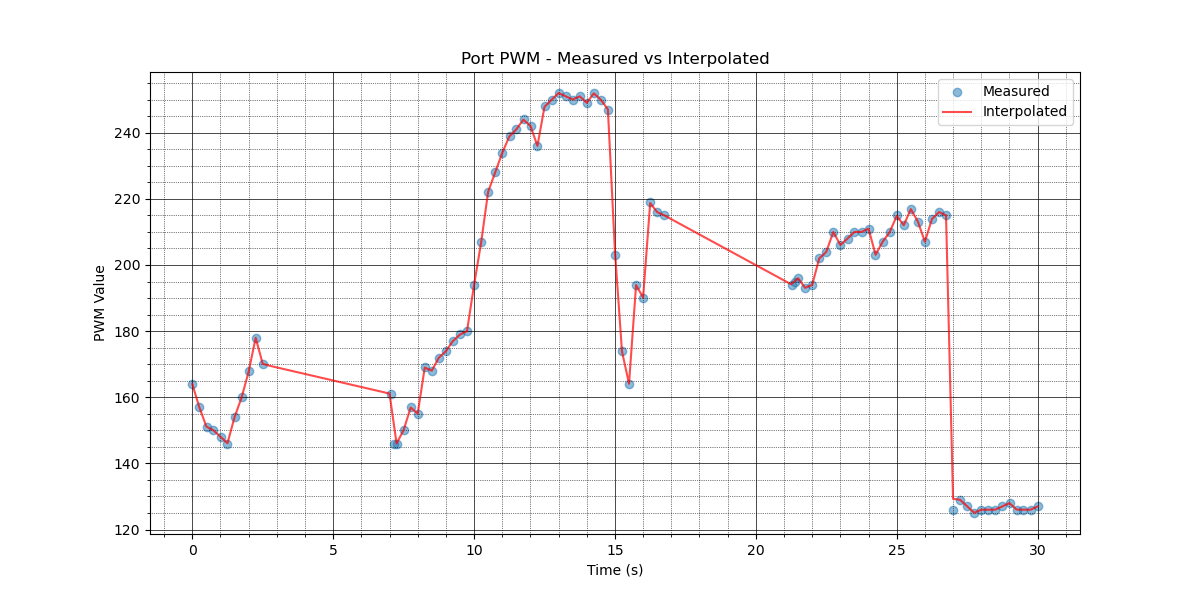 Port PWM - Measured vs Interpolated
Measured
Interpolated
PWM Value
240
220
200
180
160
140
120
0 5 10 15 20 25 30
Time (s)